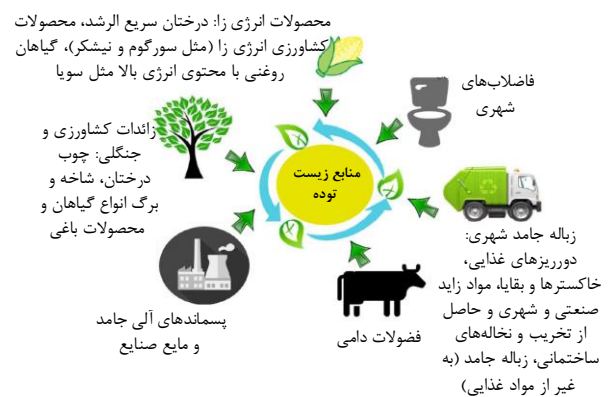 محصولات انرژی زا: درختان سریع الرشد، محصولات
کشاورزی انرژی زا (مثل سورگوم و نیشکر)، گیاهان
روغنی با محتوی انرژی بالا مثل سویا
فاضلاب‌های
شهری
زائدات کشاورزی و
جنگلی: چوب
درختان، شاخه و
برگ انواع گیاهان و
محصولات باغی
منابع زیست
توده
زباله جامد شهری:
دورریزهای غذایی،
خاکسترها و بقایا، مواد زاید
صنعتی و شهری و حاصل
از تخریب و نخاله‌های
ساختمانی، زباله جامد (به
غیر از مواد غذایی)
پسماندهای آلی جامد
و مایع صنایع
فضولات دامی